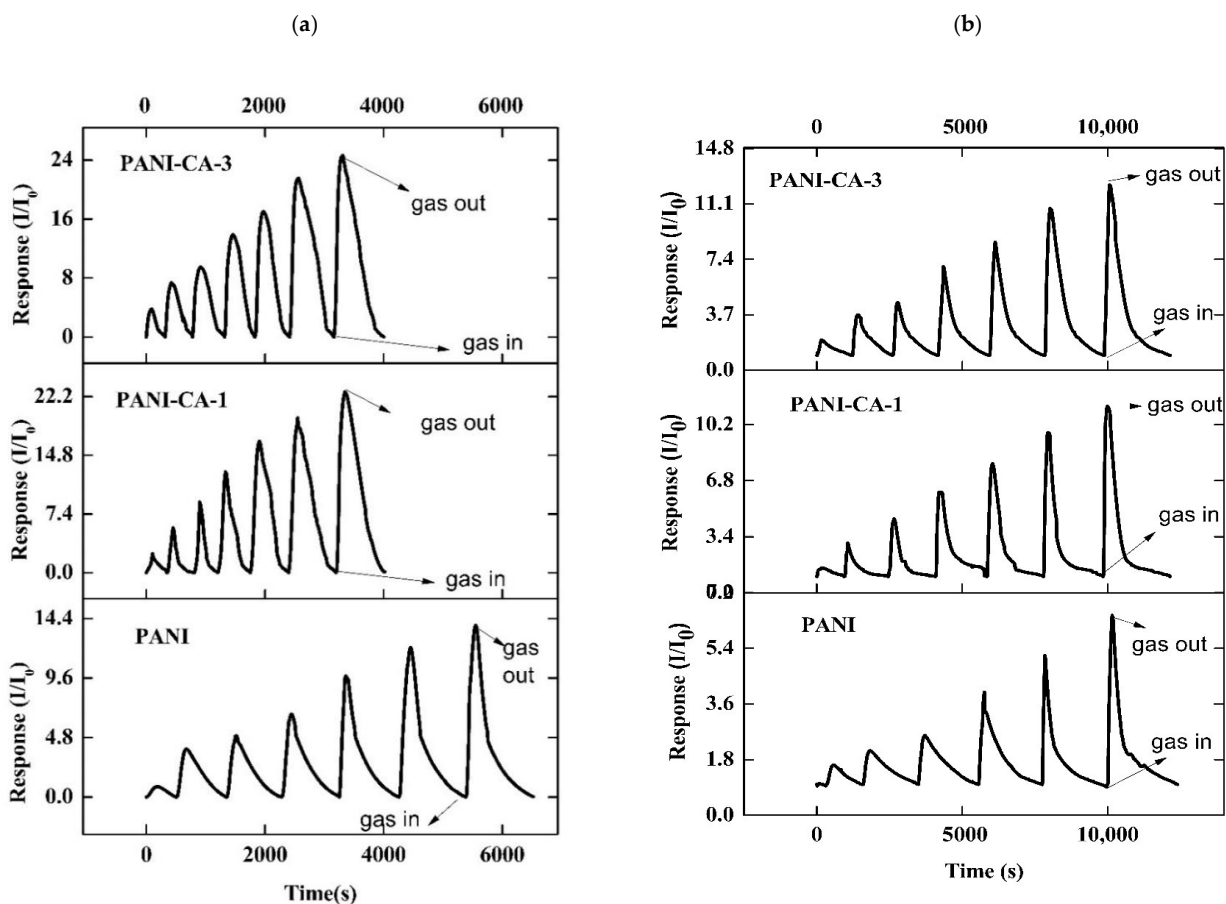 (a)
0 2000 4000 6000
PANI-CA-3
24
16
8
0
Response (I/I0)
gas out
gas in
PANI-CA-1
22.2
14.8
7.4
0.0
Response (I/I0)
gas out
gas in
PANI
14.4
9.6
4.8
0.0
Response (I/I0)
gas
out
gas in
0 2000 4000 6000
Time(s)
(b)
0 5000 10,000
14.8
11.1
7.4
3.7
0.0
Response (I/I0)
PANI-CA-3
gas out
gas in
PANI-CA-1
10.2
6.8
3.4
Response (I/I0)
gas out
gas in
PANI
5.4
3.6
1.8
0.0
Response (I/I0)
gas out
gas in
0 5000 10,000
Time (s)